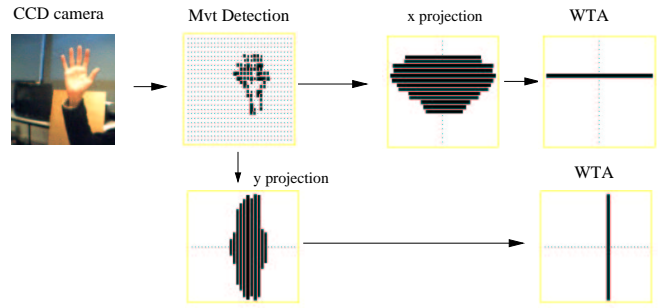 CCD camera
Mvt Detection
x projection
WTA
y projection
WTA